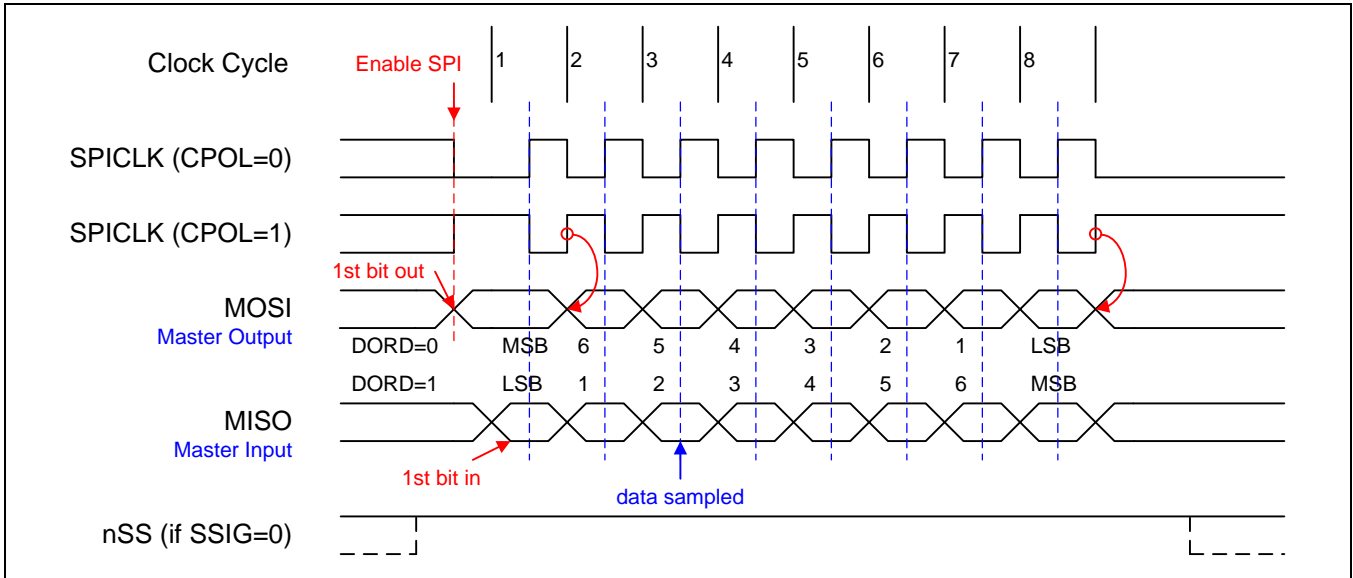 Clock Cycle Enable SPI 1 2 3 4 5 6 7 8
SPICLK (CPOL=0)
SPICLK (CPOL=1)
1st bit out
MOSI
Master Output
DORD=0 MSB 6 5 4 3 2 1 LSB
DORD=1 LSB 1 2 3 4 5 6 MSB
MISO
Master Input
1st bit in
data sampled
nSS (if SSIG=0)